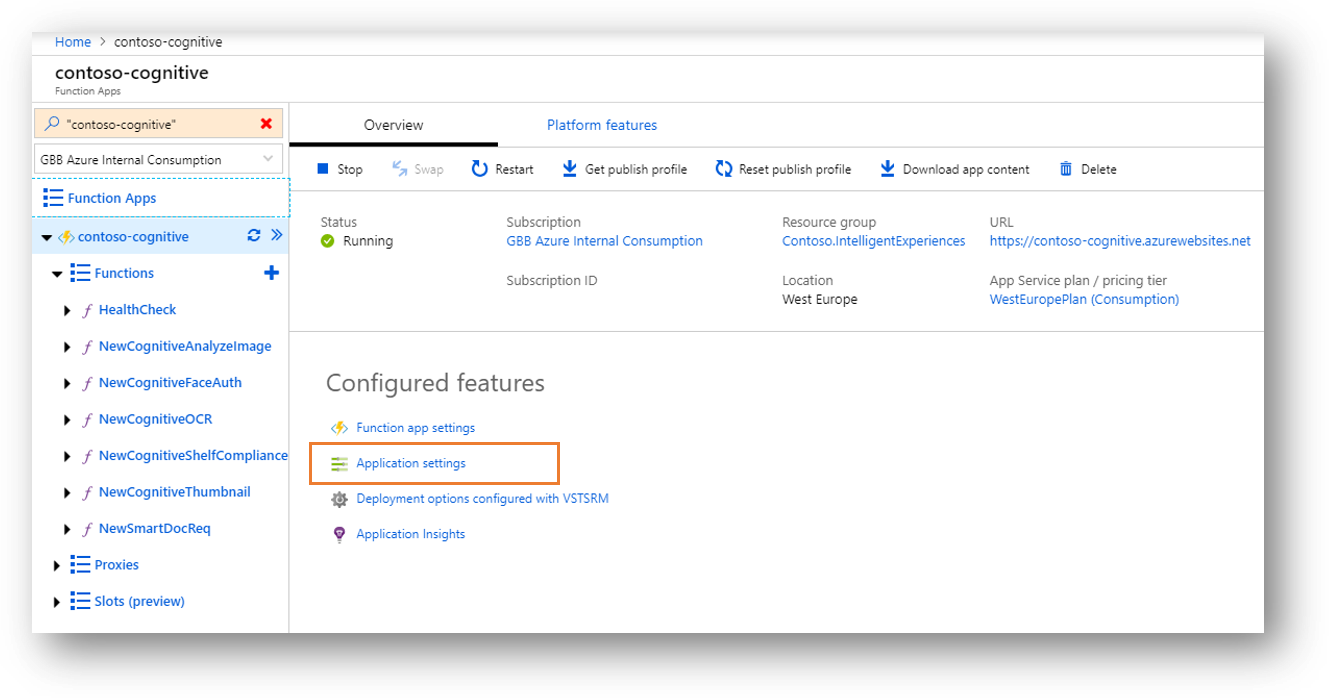 Home > contoso-cognitive
contoso-cognitive
Function Apps
"contoso-cognitive"
GBB Azure Internal Consumption
Function Apps
contoso-cognitive
Functions
HealthCheck
NewCognitiveAnalyzeImage
NewCognitiveFaceAuth
NewCognitiveOCR
NewCognitiveShelfCompliance
NewCognitiveThumbnail
NewSmartDocReq
Proxies
Slots (preview)
Overview Platform features
Stop Swap Restart Get publish profile Reset publish profile Download app content Delete
Status Subscription Resource group URL
Running GBB Azure Internal Consumption Contoso.IntelligentExperiences https://contoso-cognitive.azurewebsites.net
Subscription ID Location App Service plan / pricing tier
West Europe WestEuropePlan (Consumption)
Configured features
Function app settings
Application settings
Deployment options configured with VSTSRM
Application Insights